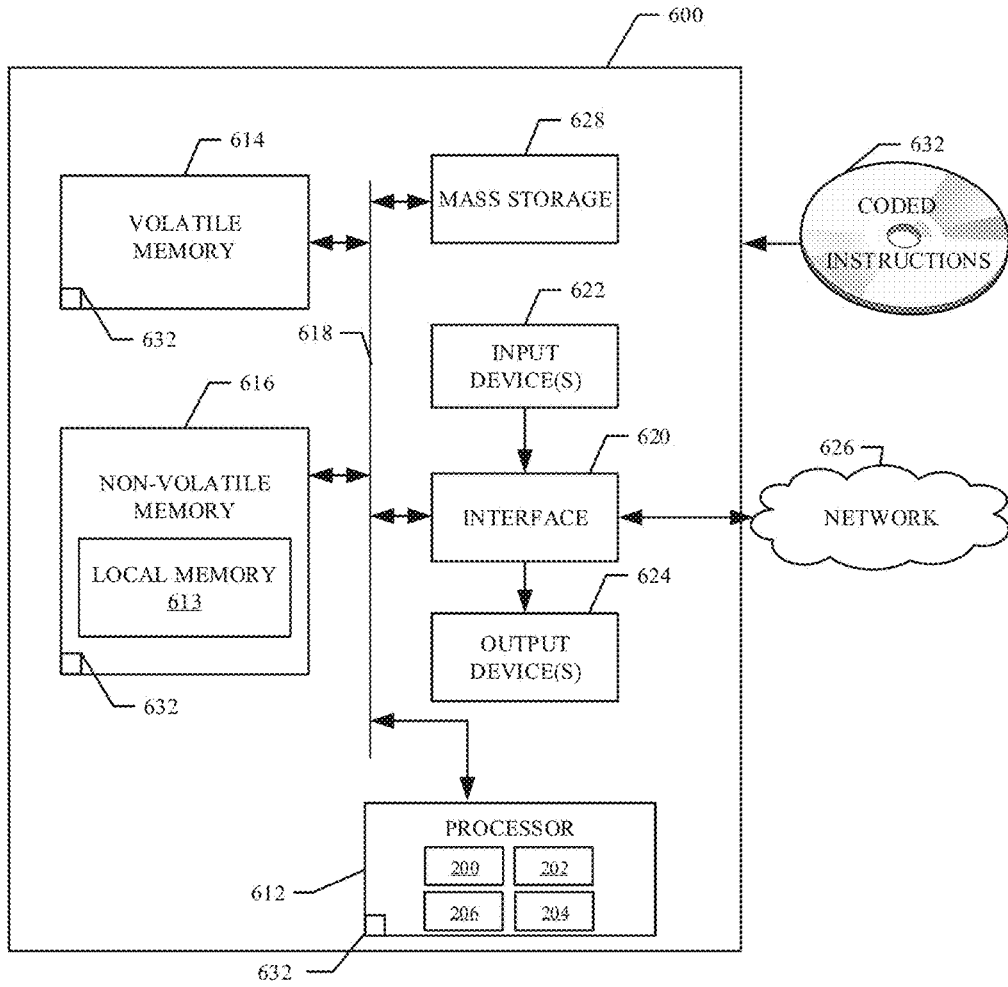 600
614
VOLATILE
MEMORY
632
628
MASS STORAGE
632
CODED
INSTRUCTIONS
618
622
INPUT
DEVICE(S)
616
NON-VOLATILE
MEMORY
LOCAL MEMORY
613
632
620
INTERFACE
626
NETWORK
624
OUTPUT
DEVICE(S)
PROCESSOR
200
202
206
204
612
632